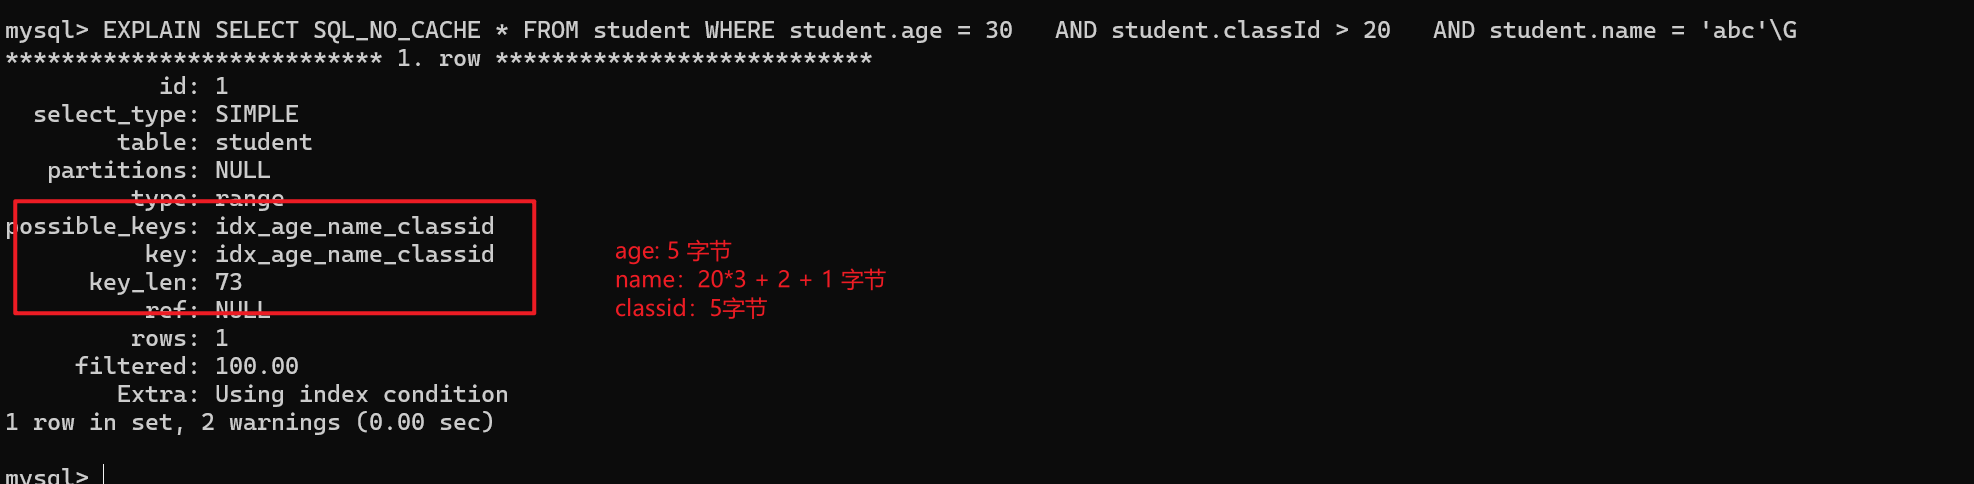 mysql> EXPLAIN SELECT SQL_NO_CACHE * FROM student WHERE student.age = 30   AND student.classId > 20   AND student.name = 'abc'\G
*************************** 1. row ***************************
id: 1
select_type: SIMPLE
table: student
partitions: NULL
type: range
possible_keys: idx_age_name_classid
key: idx_age_name_classid
age: 5 字节
key_len: 73
name：20*3 + 2 + 1 字节
ref: NULL
classid：5字节
rows: 1
filtered: 100.00
Extra: Using index condition
1 row in set, 2 warnings (0.00 sec)
mysql>